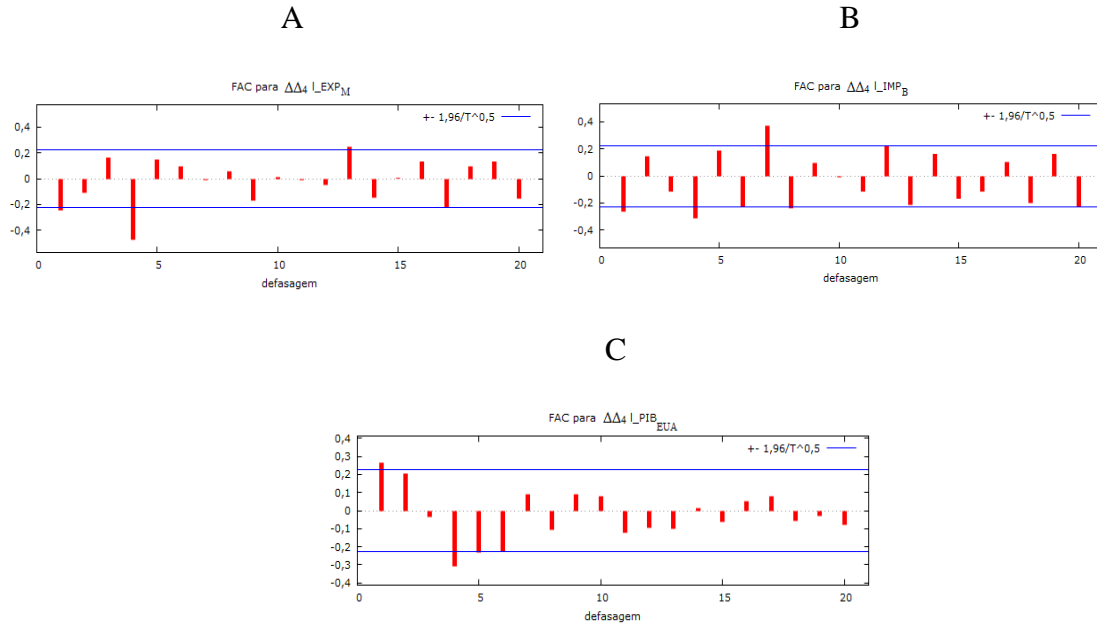 A
FAC para ΔΔ4 l_EXP_M
+- 1,96/T^0,5
0,4
0,2
0
-0,2
-0,4
0 5 10 15 20
defasagem
B
FAC para ΔΔ4 l_IMP_B
+- 1,96/T^0,5
0,4
0,2
0
-0,2
-0,4
0 5 10 15 20
defasagem
C
FAC para ΔΔ4 l_PIB_EUA
+- 1,96/T^0,5
0,4
0,3
0,2
0,1
0
-0,1
-0,2
-0,3
-0,4
0 5 10 15 20
defasagem